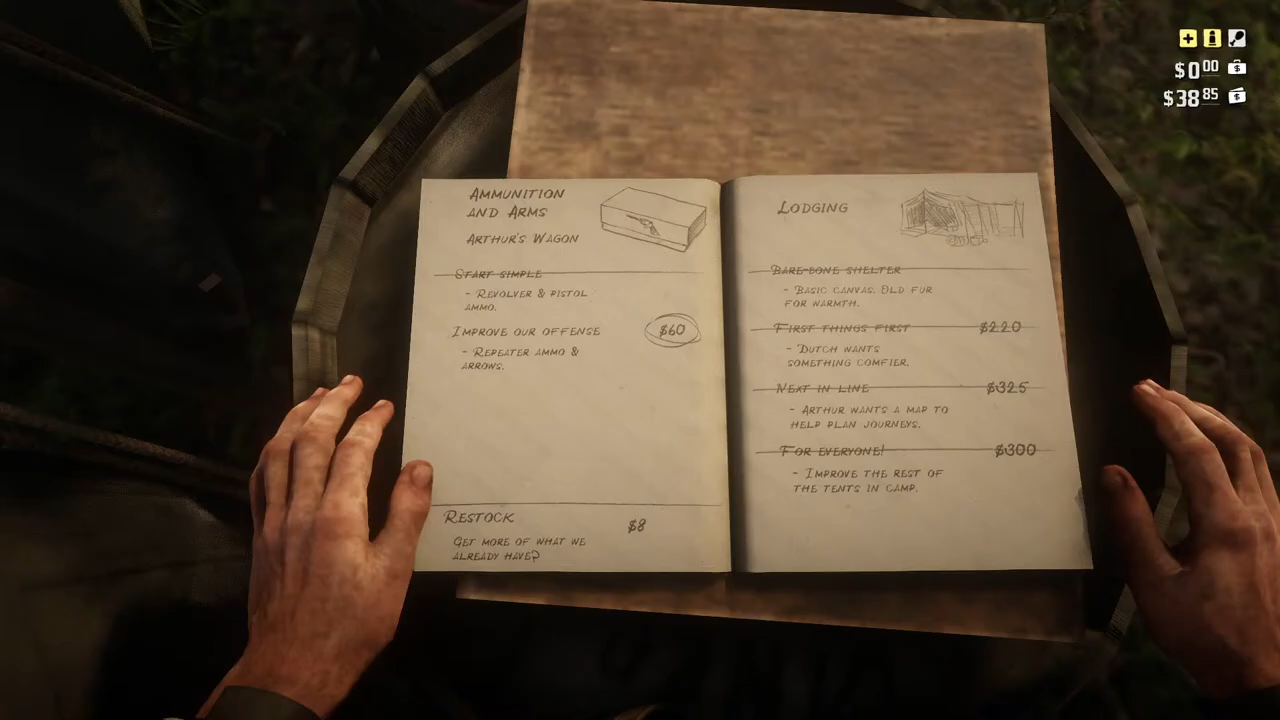 $0 00
$38 85
AMMUNITION
AND ARMS
ARTHUR'S WAGON
START SIMPLE
- REVOLVER & PISTOL
AMMO.
IMPROVE OUR OFFENSE $60
- REPEATER AMMO &
ARROWS.
RESTOCK $8
GET MORE OF WHAT WE
ALREADY HAVE?
LODGING
BARE-BONE SHELTER
- BASIC CANVAS. OLD FUR
FOR WARMTH.
FIRST THINGS FIRST $220
- DUTCH WANTS
SOMETHING COMFIER.
NEXT IN LINE $325
- ARTHUR WANTS A MAP TO
HELP PLAN JOURNEYS.
FOR EVERYONE! $300
- IMPROVE THE REST OF
THE TENTS IN CAMP.